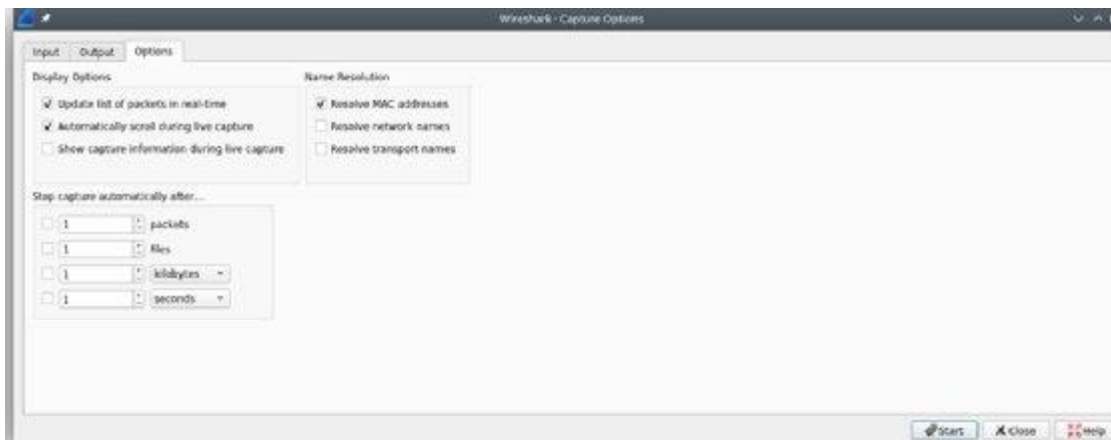 Wireshark - Capture Options
Input Output Options
Display Options
Update list of packets in real-time
Automatically scroll during live capture
Show capture information during live capture
Name Resolution
Resolve MAC addresses
Resolve network names
Resolve transport names
Stop capture automatically after...
1 packets
1 files
1 kilobytes
1 seconds
Start Close Help